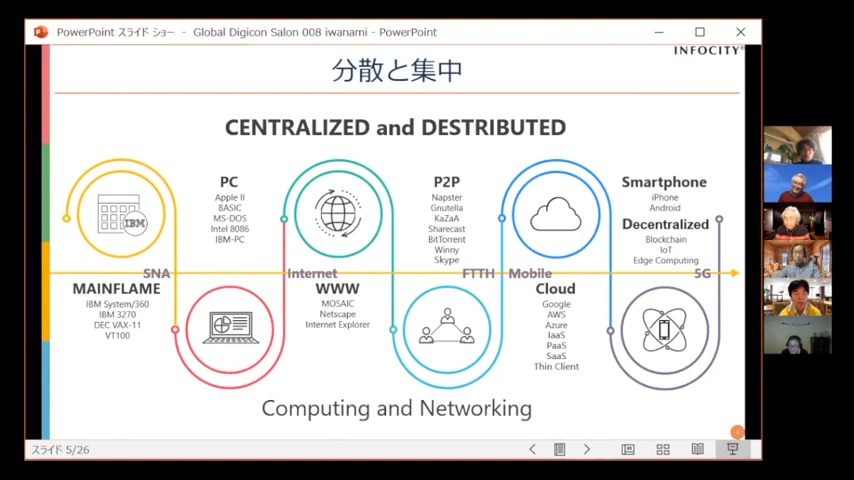 PowerPoint スライド ショー - Global Digicon Salon 008 iwanami - PowerPoint
INFOCITY
分散と集中
CENTRALIZED and DESTRIBUTED
IBM
PC
Apple II
BASIC
MS-DOS
Intel 8086
IBM-PC
P2P
Napster
Gnutella
KaZaA
Sharecast
BitTorrent
Winny
Skype
Smartphone
iPhone
Android
Decentralized
Blockchain
IoT
Edge Computing
SNA
Internet
FTTH
Mobile
5G
MAINFLAME
IBM System/360
IBM 3270
DEC VAX-11
VT100
WWW
MOSAIC
Netscape
Internet Explorer
Cloud
Google
AWS
Azure
IaaS
PaaS
SaaS
Thin Client
Computing and Networking
スライド 5/26